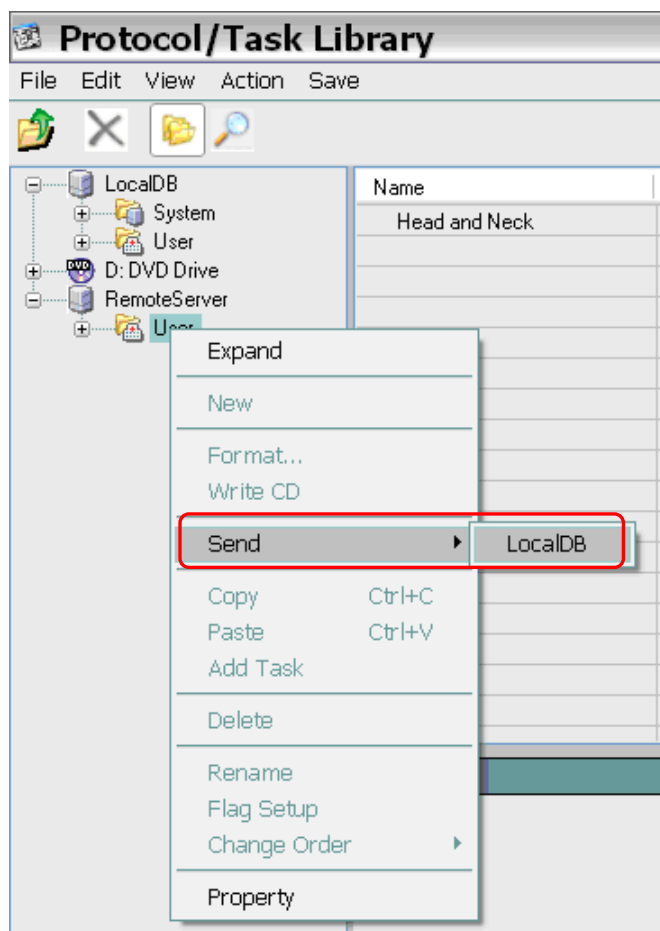 Protocol/Task Library
File Edit View Action Save
LocalDB
System
User
D: DVD Drive
RemoteServer
User
Name
Head and Neck
Expand
New
Format...
Write CD
Send LocalDB
Copy Ctrl+C
Paste Ctrl+V
Add Task
Delete
Rename
Flag Setup
Change Order
Property